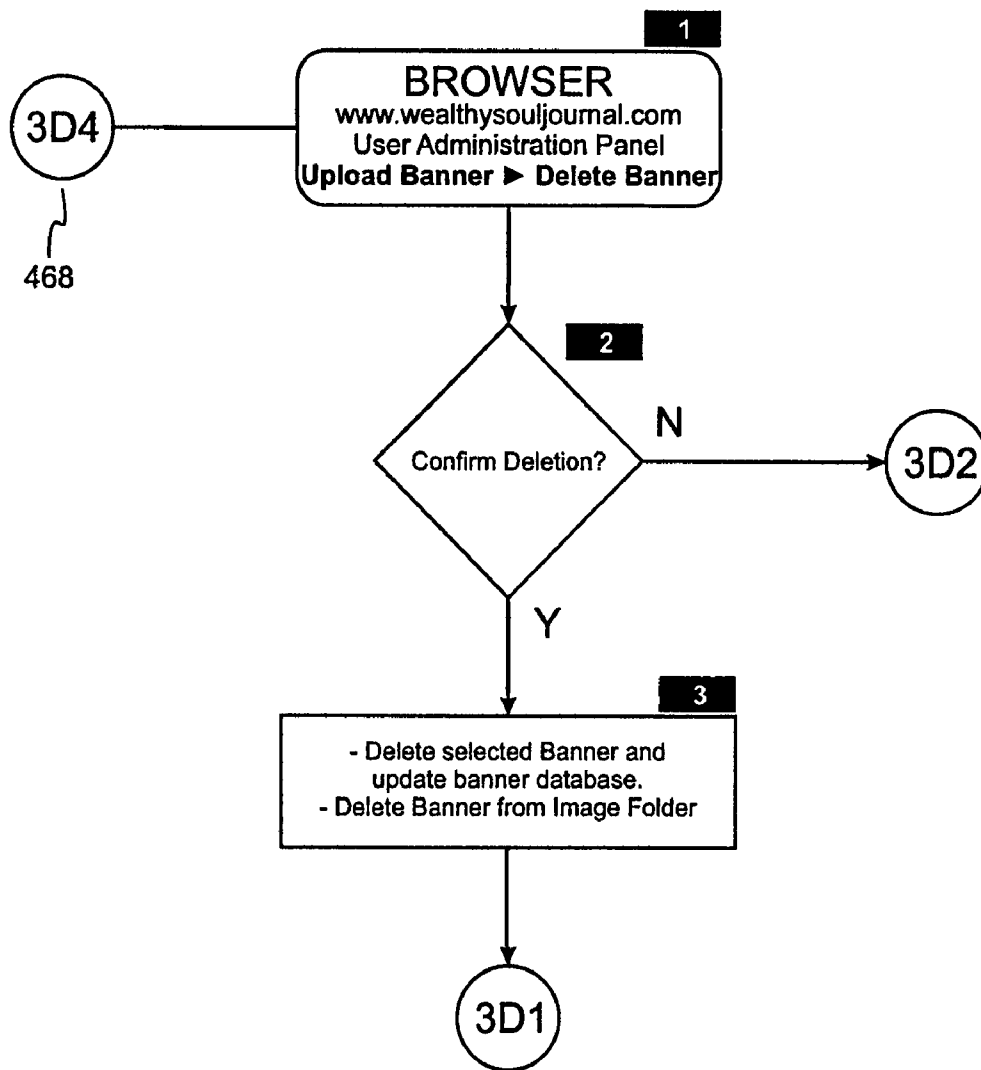 1
3D4
BROWSER
www.wealthysouljournal.com
User Administration Panel
Upload Banner ► Delete Banner
468
2
Confirm Deletion?
N
3D2
Y
3
- Delete selected Banner and
update banner database.
- Delete Banner from Image Folder
3D1